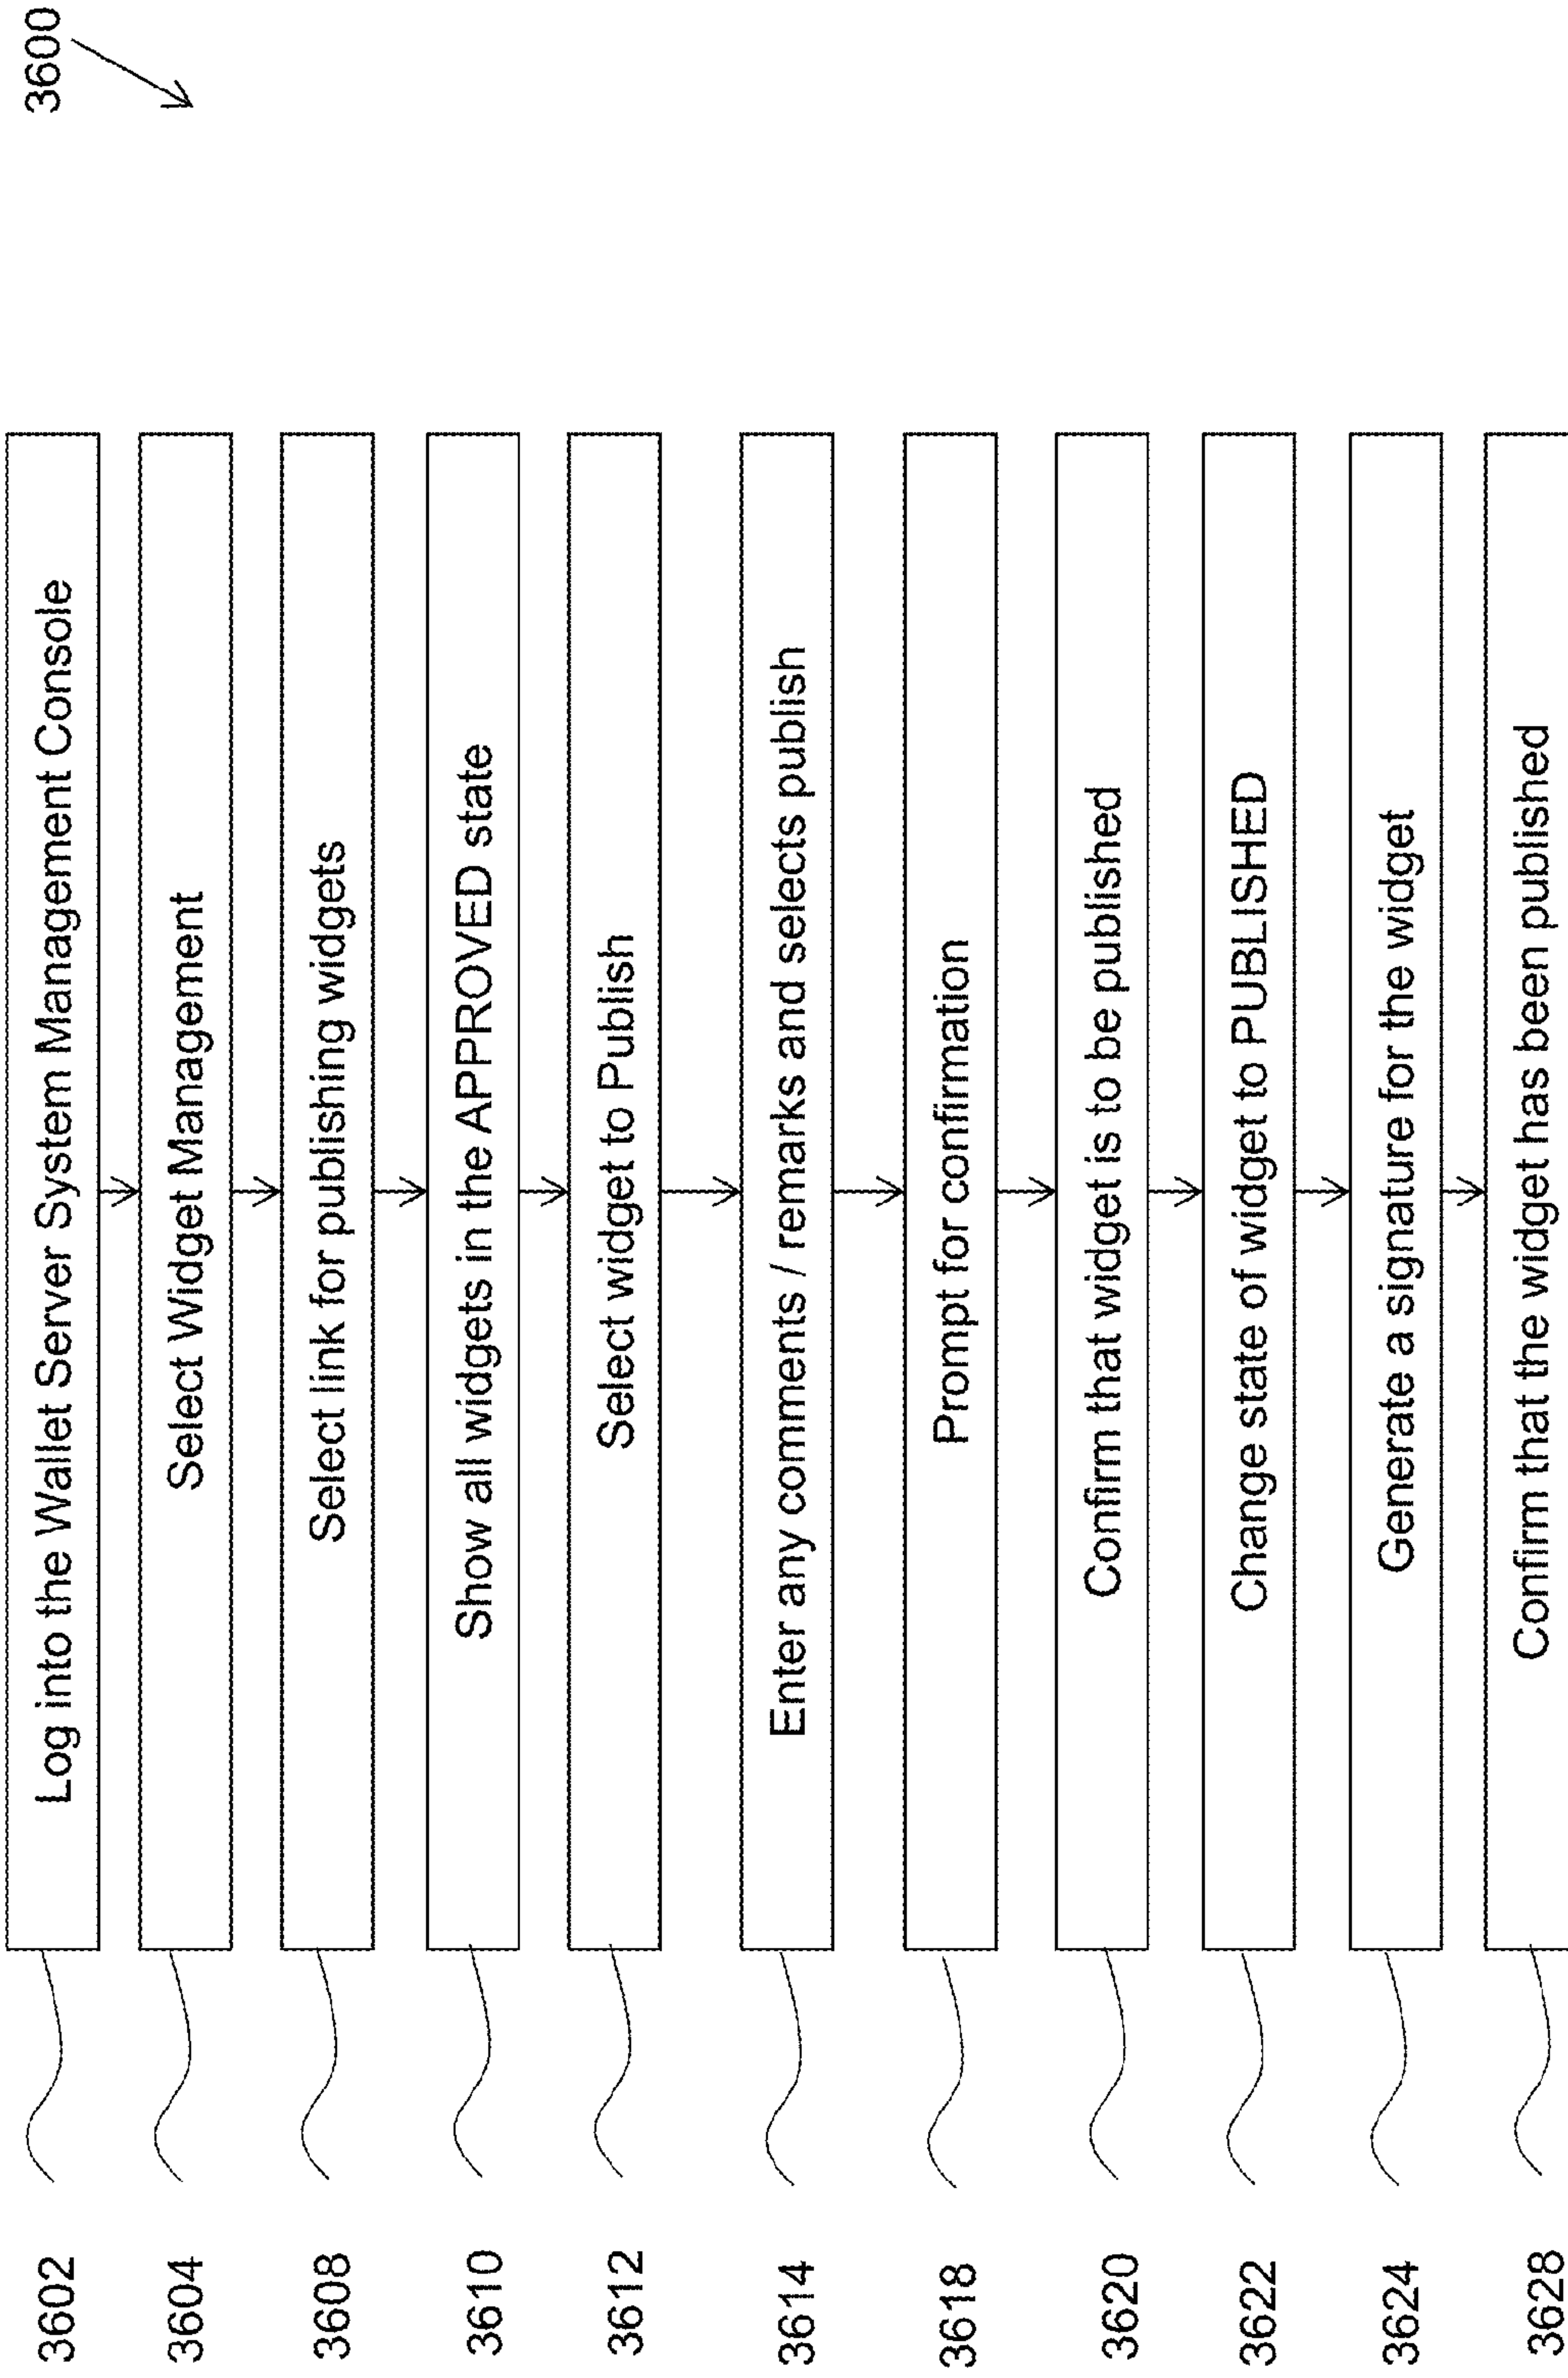 3600
3602
Log into the Wallet Server System Management Console
3604
Select Widget Management
3608
Select link for publishing widgets
3610
Show all widgets in the APPROVED state
3612
Select widget to Publish
3614
Enter any comments / remarks and selects publish
3618
Prompt for confirmation
3620
Confirm that widget is to be published
3622
Change state of widget to PUBLISHED
3624
Generate a signature for the widget
3628
Confirm that the widget has been published